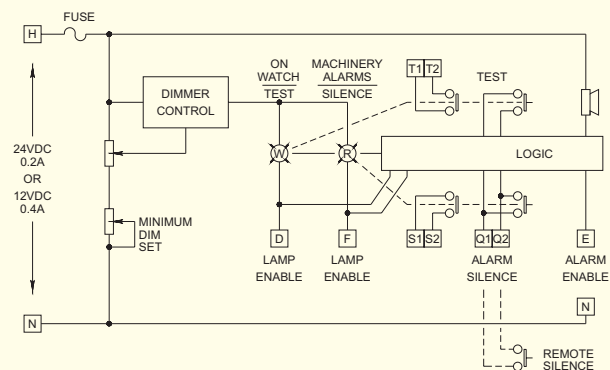 FUSE
H
ON
WATCH
TEST
MACHINERY
ALARMS
SILENCE
T1 T2
TEST
DIMMER
CONTROL
24VDC
0.2A
OR
12VDC
0.4A
W
R
LOGIC
MINIMUM
DIM
SET
D
F
S1 S2
Q1 Q2
E
LAMP
ENABLE
LAMP
ENABLE
ALARM
SILENCE
ALARM
ENABLE
N
N
REMOTE
SILENCE